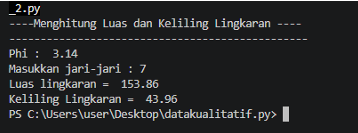 _2.py
----Menghitung Luas dan Keliling Lingkaran ----
-----------------------------------------------
Phi :  3.14
Masukkan jari-jari : 7
Luas lingkaran =  153.86
Keliling Lingkaran =  43.96
PS C:\Users\user\Desktop\datakualitatif.py>